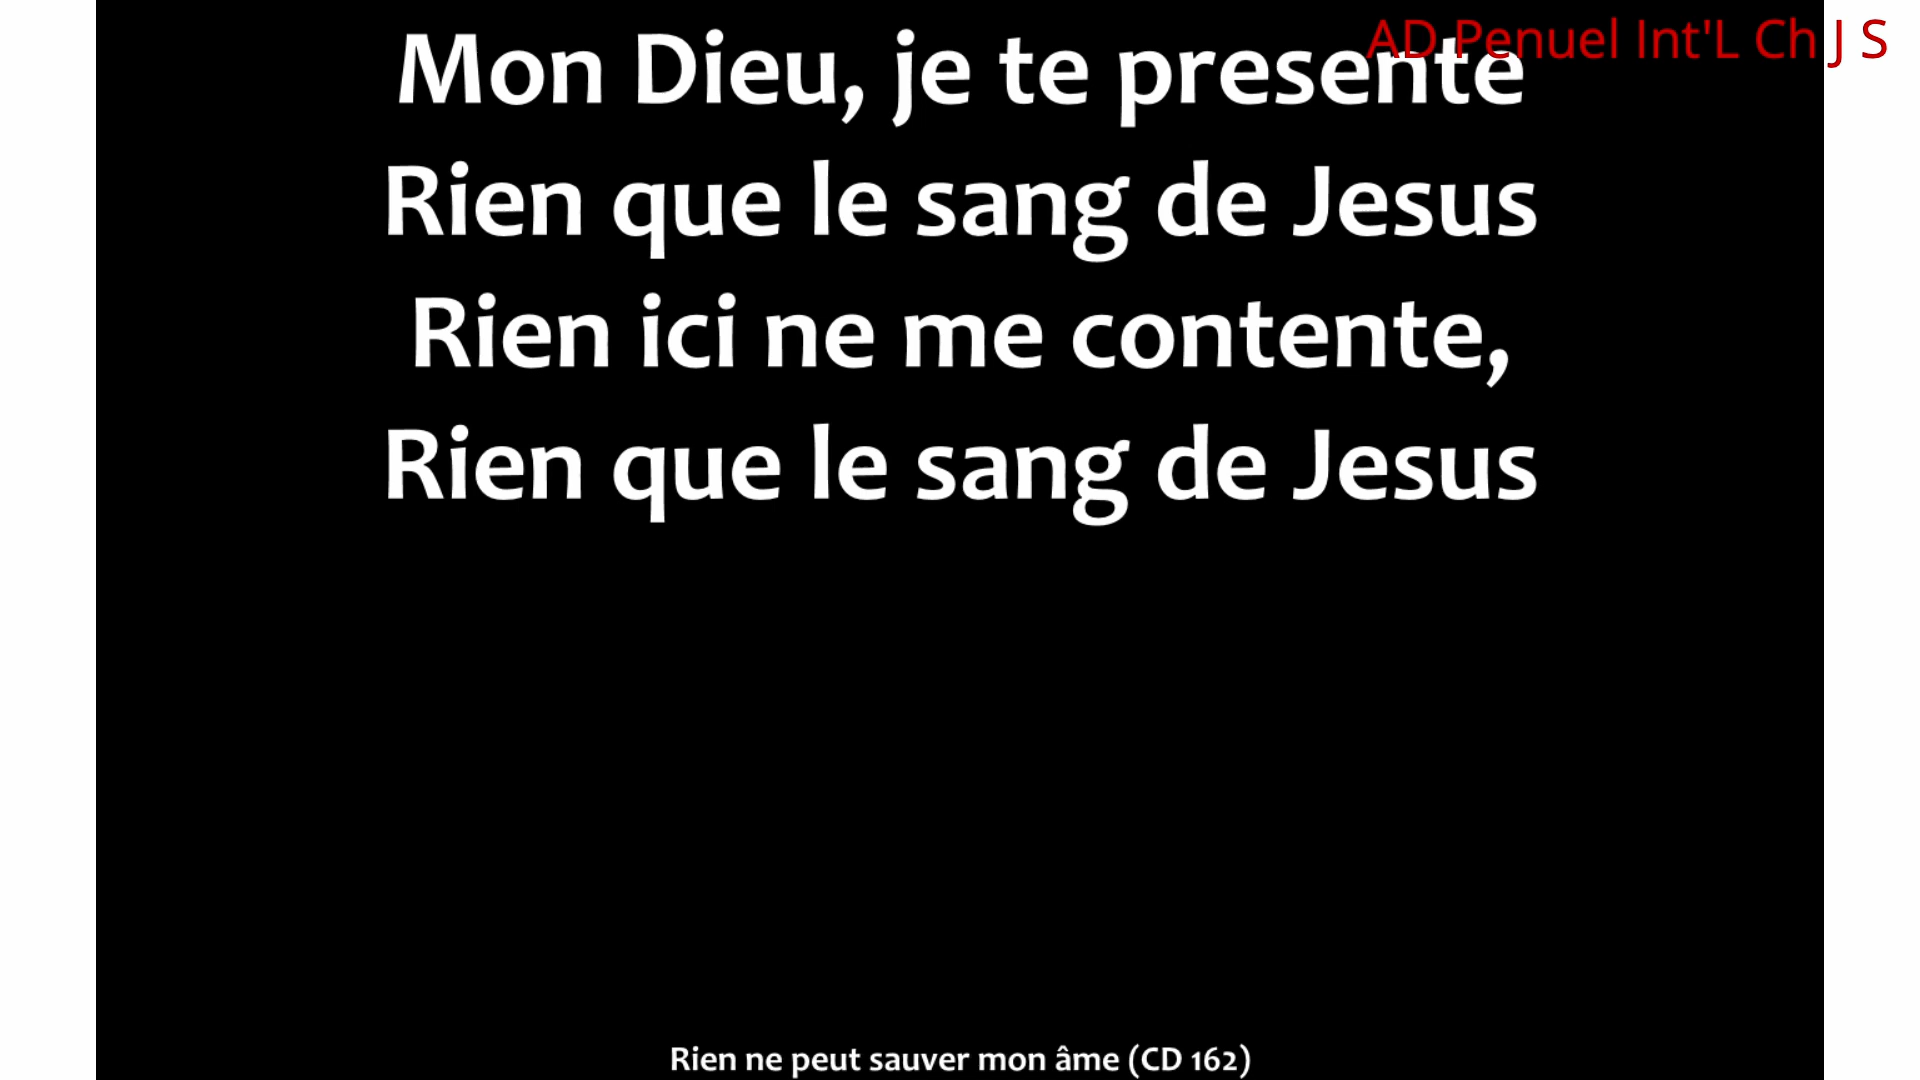 AD Penuel Int'L Ch J S
Mon Dieu, je te presente
Rien que le sang de Jesus
Rien ici ne me contente,
Rien que le sang de Jesus
Rien ne peut sauver mon âme (CD 162)